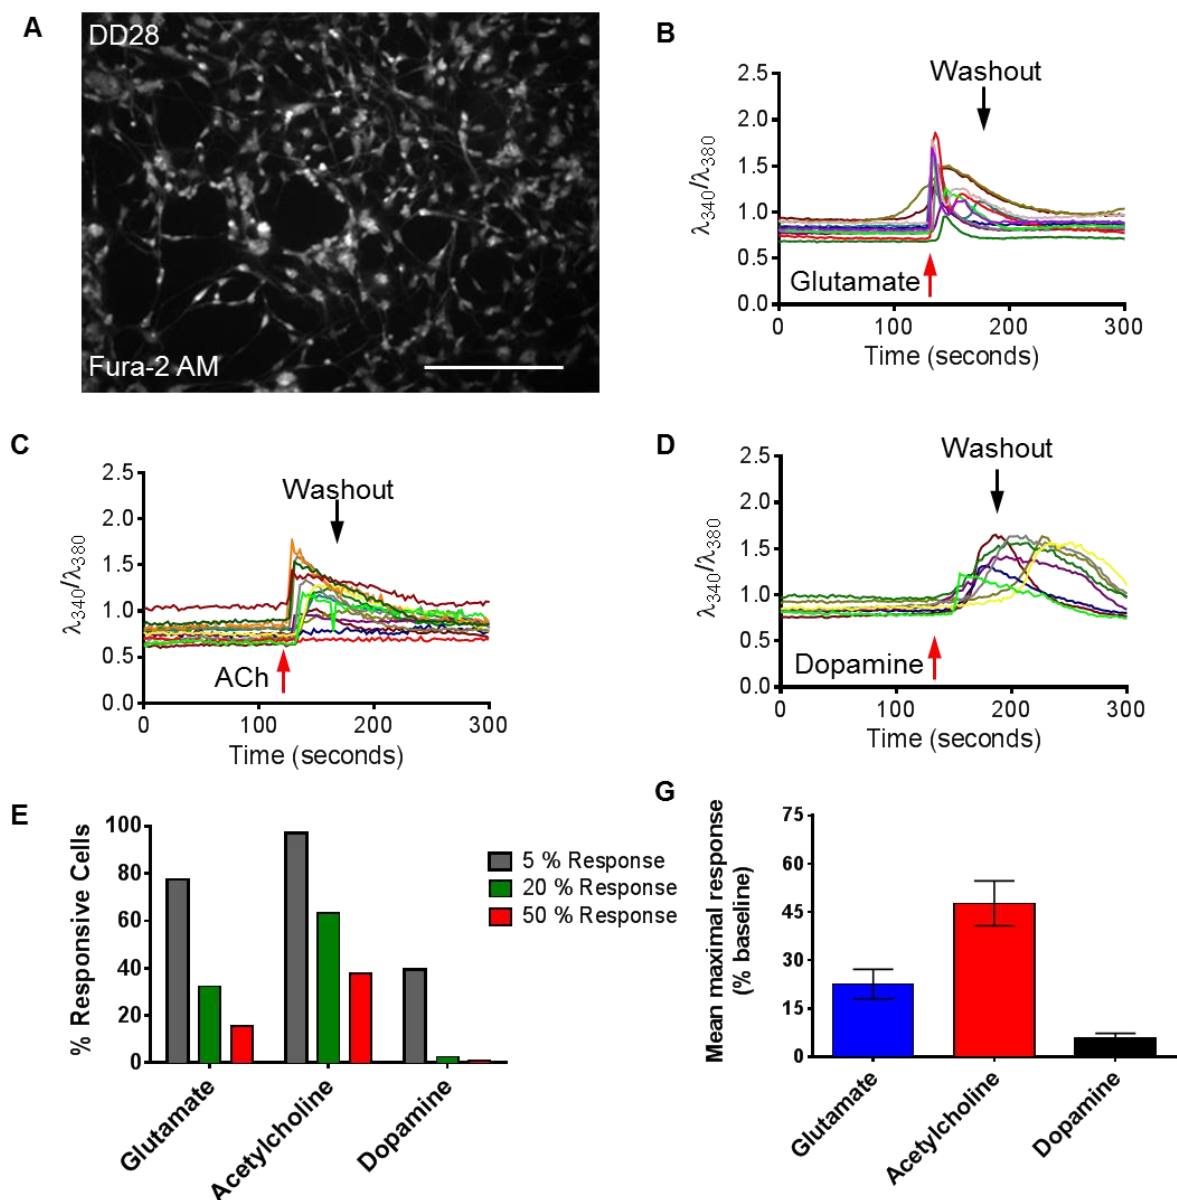 A
DD28
Fura-2 AM
B
Washout
2.5
2.0
1.5
1.0
0.5
0.0
λ340/λ380
Glutamate
0 100 200 300
Time (seconds)
C
Washout
2.5
2.0
1.5
1.0
0.5
0.0
λ340/λ380
ACh
0 100 200 300
Time (seconds)
D
Washout
2.5
2.0
1.5
1.0
0.5
0.0
λ340/λ380
Dopamine
0 100 200 300
Time (seconds)
E
% Responsive Cells
100
80
60
40
20
0
5 % Response
20 % Response
50 % Response
Glutamate
Acetylcholine
Dopamine
G
Mean maximal response
(% baseline)
75
60
45
30
15
0
Glutamate
Acetylcholine
Dopamine